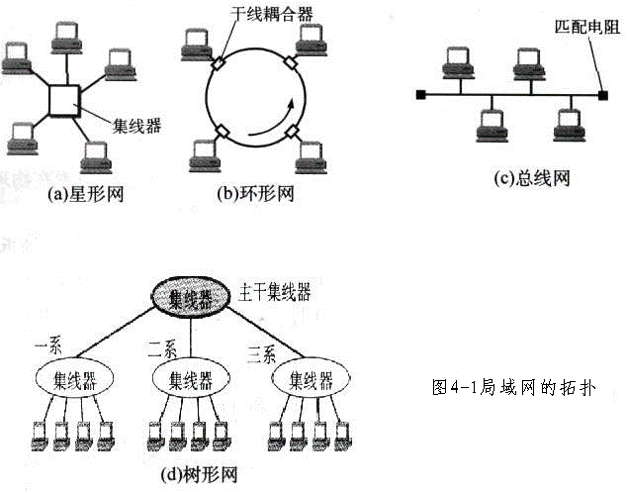 干线耦合器
匹配电阻
集线器
(a)星形网
(b)环形网
(c)总线网
集线器
主干集线器
一系
二系
三系
集线器
集线器
集线器
图4-1局域网的拓扑
(d)树形网